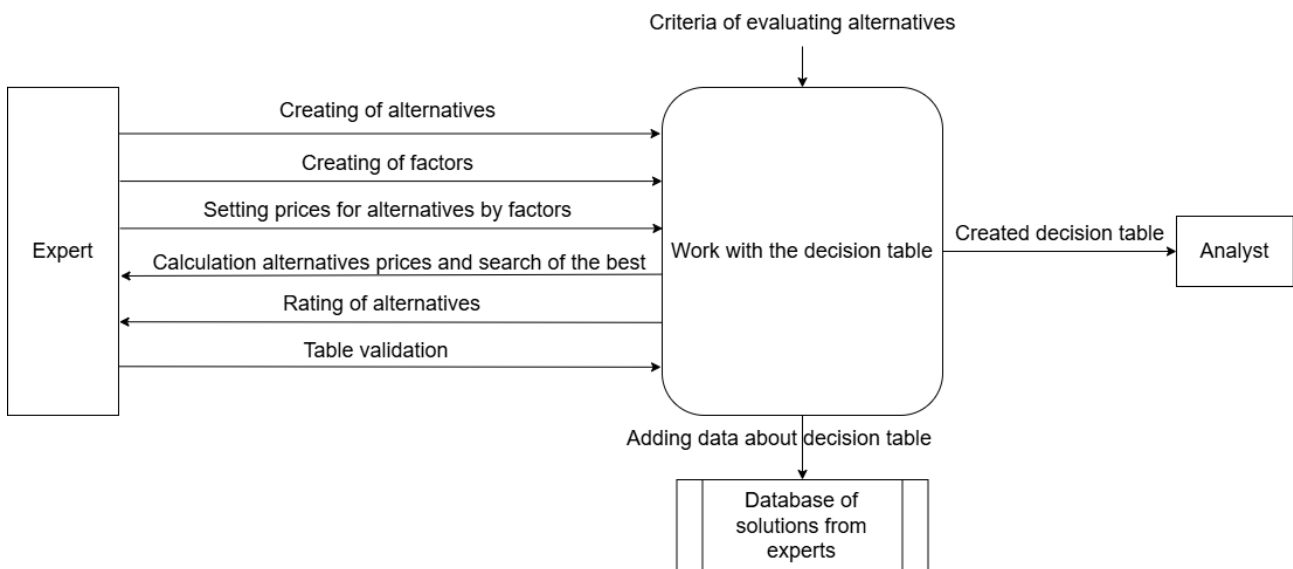 Criteria of evaluating alternatives
Creating of alternatives
Creating of factors
Setting prices for alternatives by factors
Expert
Work with the decision table
Created decision table
Analyst
Calculation alternatives prices and search of the best
Rating of alternatives
Table validation
Adding data about decision table
Database of
solutions from
experts